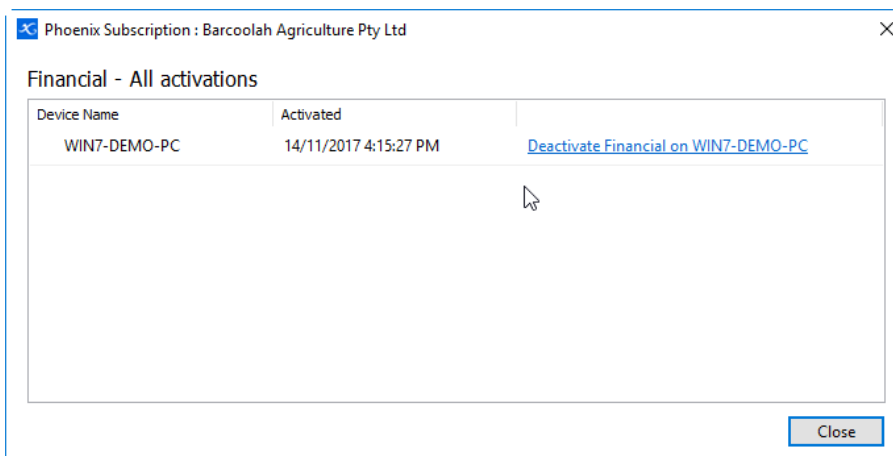 Phoenix Subscription : Barcoolah Agriculture Pty Ltd
Financial - All activations
Device Name Activated
WIN7-DEMO-PC 14/11/2017 4:15:27 PM Deactivate Financial on WIN7-DEMO-PC
Close